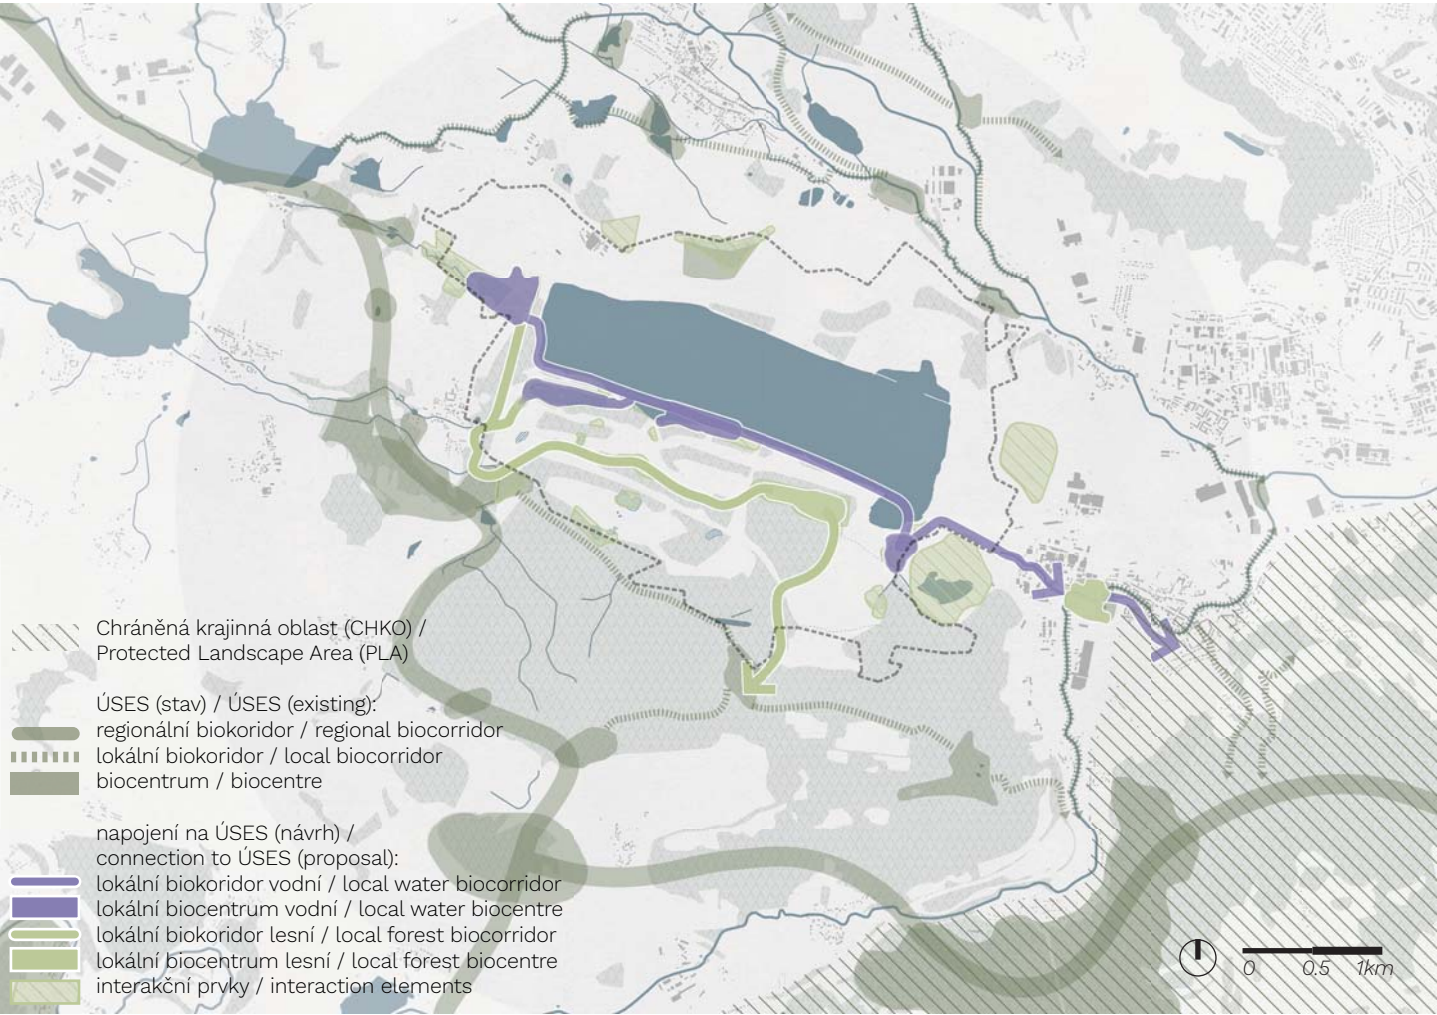 Chráněná krajinná oblast (CHKO) /
Protected Landscape Area (PLA)
ÚSES (stav) / ÚSES (existing):
regionální biokoridor / regional biocorridor
lokální biokoridor / local biocorridor
biocentrum / biocentre
napojení na ÚSES (návrh) /
connection to ÚSES (proposal):
lokální biokoridor vodní / local water biocorridor
lokální biocentrum vodní / local water biocentre
lokální biokoridor lesní / local forest biocorridor
lokální biocentrum lesní / local forest biocentre
interakční prvky / interaction elements
0 0.5 1km